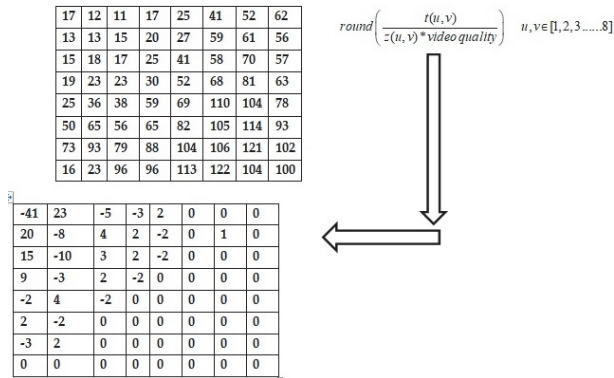 17 12 11 17 25 41 52 62
13 13 15 20 27 59 61 56
15 18 17 25 41 58 70 57
19 23 23 30 52 68 81 63
25 36 38 59 69 110 104 78
50 65 56 65 82 105 114 93
73 93 79 88 104 106 121 102
16 23 96 96 113 122 104 100
round( t(u,v) / z(u,v)*video quality ) u,v∈[1,2,3......8]
-41 23 -5 -3 2 0 0 0
20 -8 4 2 -2 0 1 0
15 -10 3 2 -2 0 0 0
9 -3 2 -2 0 0 0 0
-2 4 -2 0 0 0 0 0
2 -2 0 0 0 0 0 0
-3 2 0 0 0 0 0 0
0 0 0 0 0 0 0 0